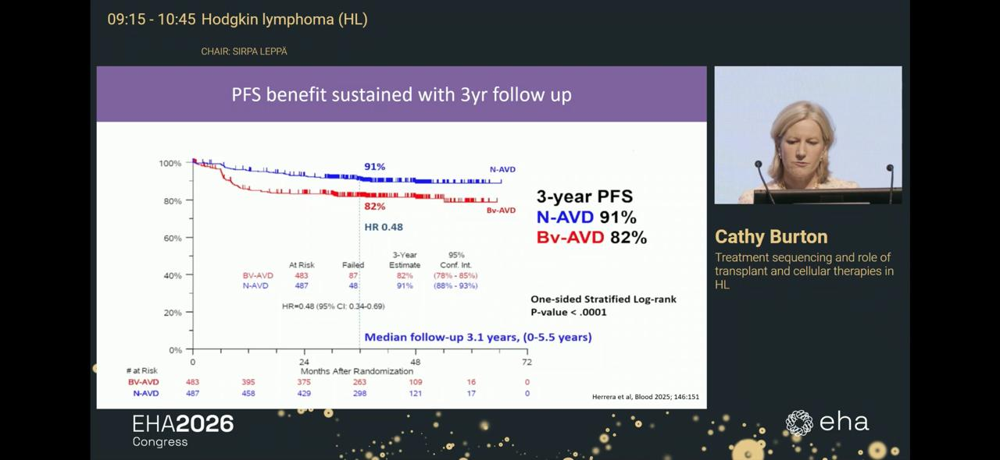 09:15 - 10:45 Hodgkin lymphoma (HL)
CHAIR: SIRPA LEPPÄ
PFS benefit sustained with 3yr follow up
100%
80%
60%
40%
20%
0%
91%
N-AVD
82%
Bv-AVD
HR 0.48
3-year PFS
N-AVD 91%
Bv-AVD 82%
At Risk Failed 3-Year Estimate 95% Conf. Int.
BV-AVD 483 87 82% (78% - 85%)
N-AVD 487 48 91% (88% - 93%)
HR=0.48 (95% CI: 0.34-0.69)
One-sided Stratified Log-rank
P-value < .0001
Median follow-up 3.1 years, (0-5.5 years)
0 24 48 72
# at Risk Months After Randomization
BV-AVD 483 395 375 263 109 16 0
N-AVD 487 458 429 298 121 17 0
Herrera et al, Blood 2025; 146:151
Cathy Burton
Treatment sequencing and role of
transplant and cellular therapies in
HL
EHA2026
Congress
eha